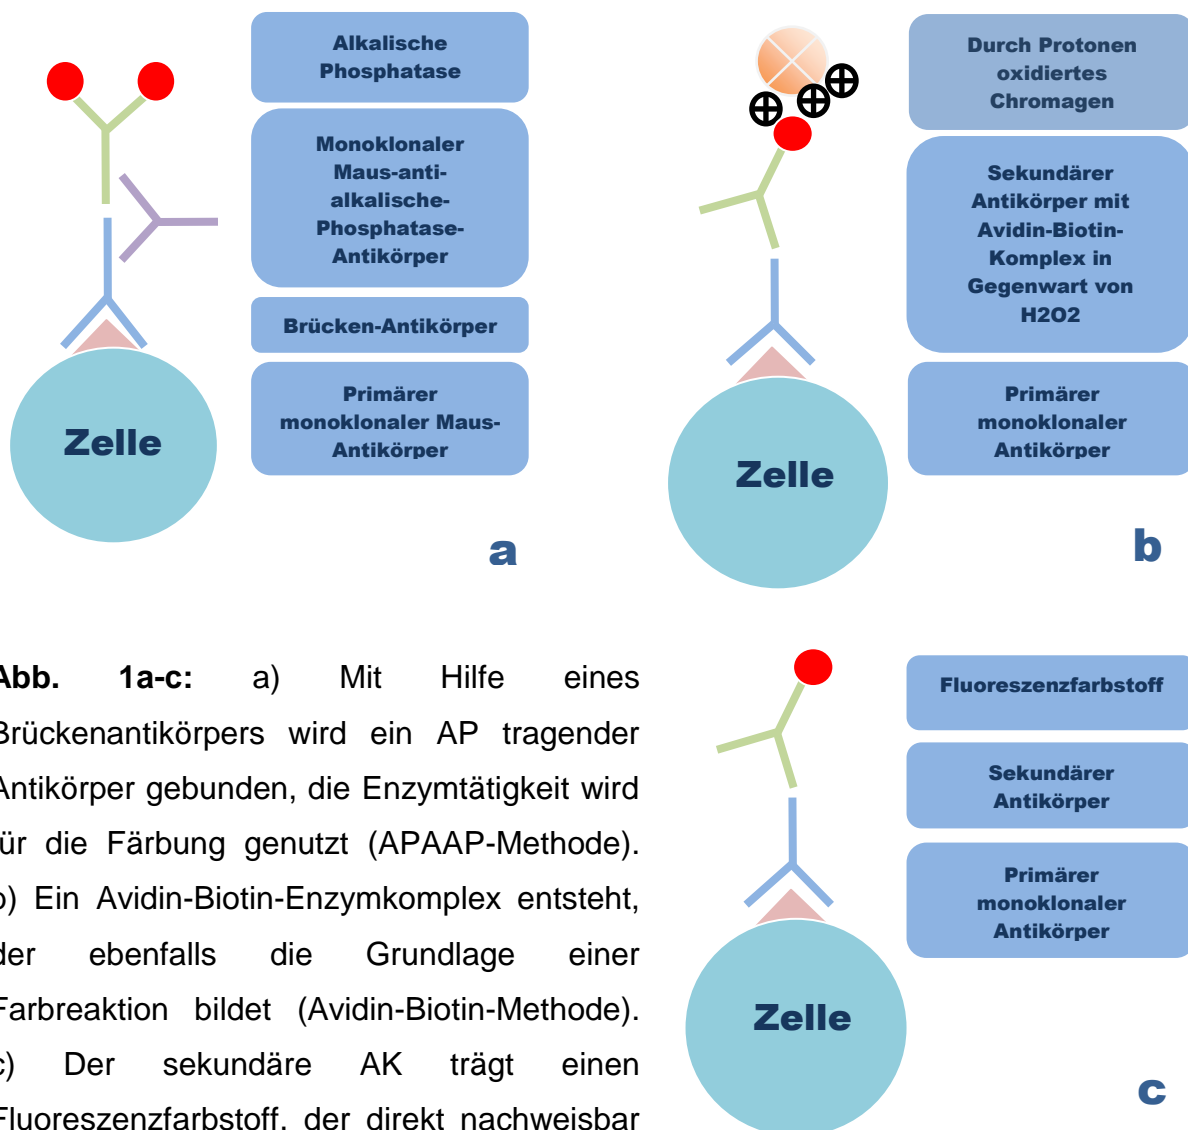 Alkalische
Phosphatase
Monoklonaler
Maus-anti-
alkalische-
Phosphatase-
Antikörper
Brücken-Antikörper
Primärer
monoklonaler Maus-
Antikörper
Zelle
a
Durch Protonen
oxidiertes
Chromagen
Sekundärer
Antikörper mit
Avidin-Biotin-
Komplex in
Gegenwart von
H2O2
Primärer
monoklonaler
Antikörper
Zelle
b
Abb. 1a-c: a) Mit Hilfe eines
Brückenantikörpers wird ein AP tragender
Antikörper gebunden, die Enzymtätigkeit wird
für die Färbung genutzt (APAAP-Methode).
b) Ein Avidin-Biotin-Enzymkomplex entsteht,
der ebenfalls die Grundlage einer
Farbreaktion bildet (Avidin-Biotin-Methode).
c) Der sekundäre AK trägt einen
Fluoreszenzfarbstoff, der direkt nachweisbar
Fluoreszenzfarbstoff
Sekundärer
Antikörper
Primärer
monoklonaler
Antikörper
Zelle
c